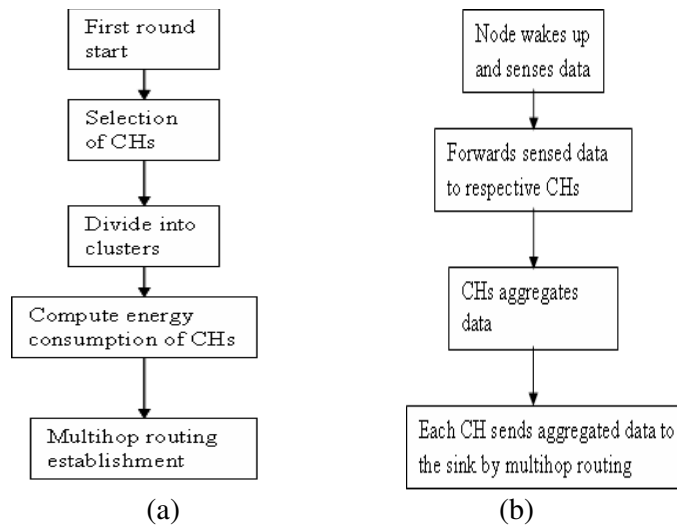 First round
start
Selection
of CHs
Divide into
clusters
Compute energy
consumption of CHs
Multihop routing
establishment
(a)
Node wakes up
and senses data
Forwards sensed data
to respective CHs
CHs aggregates
data
Each CH sends aggregated data to
the sink by multihop routing
(b)